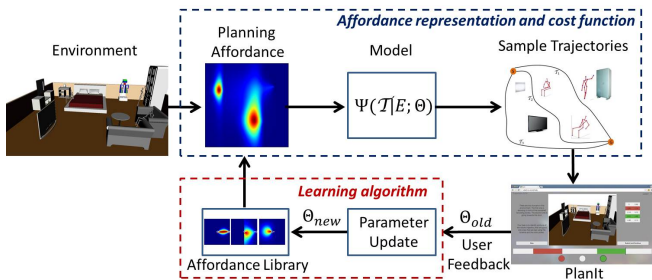 Affordance representation and cost function
Environment
Planning
Affordance
Model
Sample Trajectories
Ψ(𝒯|E; Θ)
Learning algorithm
Θnew
Parameter
Update
Θold
User
Feedback
Affordance Library
PlanIt